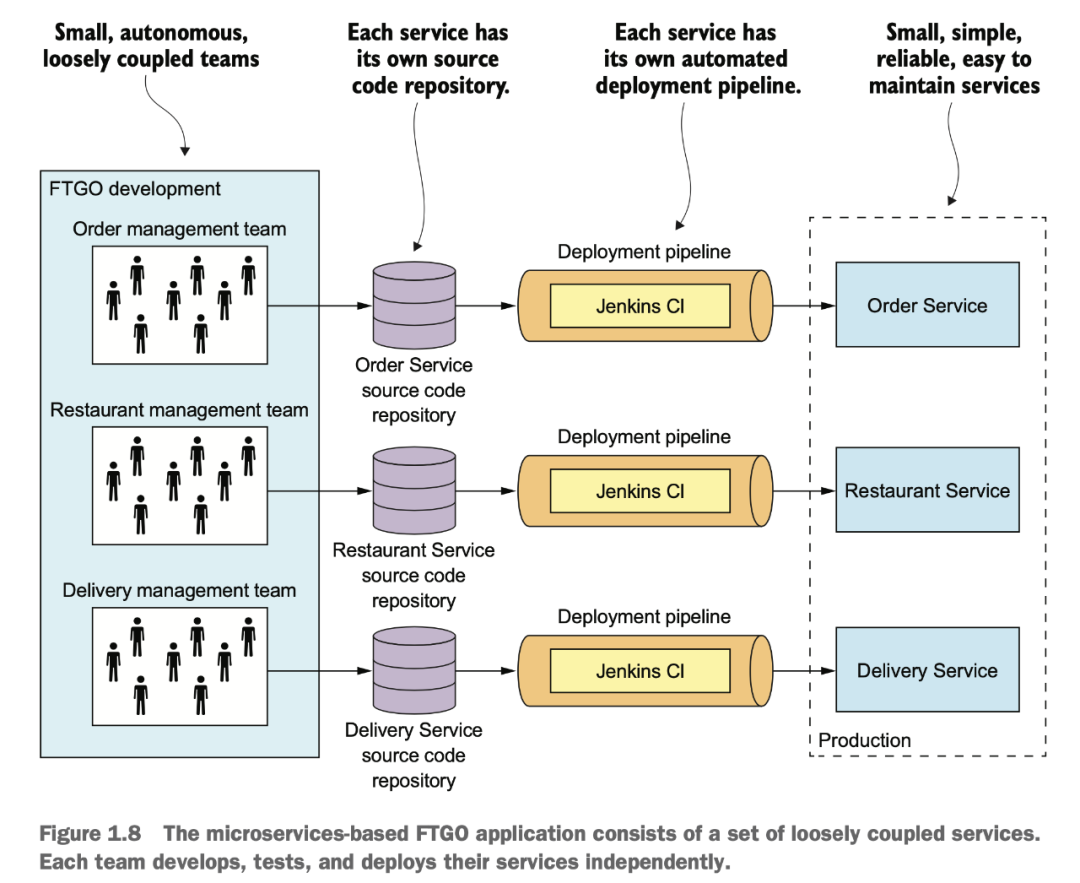 Small, autonomous,
loosely coupled teams
Each service has
its own source
code repository.
Each service has
its own automated
deployment pipeline.
Small, simple,
reliable, easy to
maintain services
FTGO development
Order management team
Restaurant management team
Delivery management team
Order Service
source code
repository
Restaurant Service
source code
repository
Delivery Service
source code
repository
Deployment pipeline
Jenkins CI
Deployment pipeline
Jenkins CI
Deployment pipeline
Jenkins CI
Order Service
Restaurant Service
Delivery Service
Production
Figure 1.8 The microservices-based FTGO application consists of a set of loosely coupled services.
Each team develops, tests, and deploys their services independently.